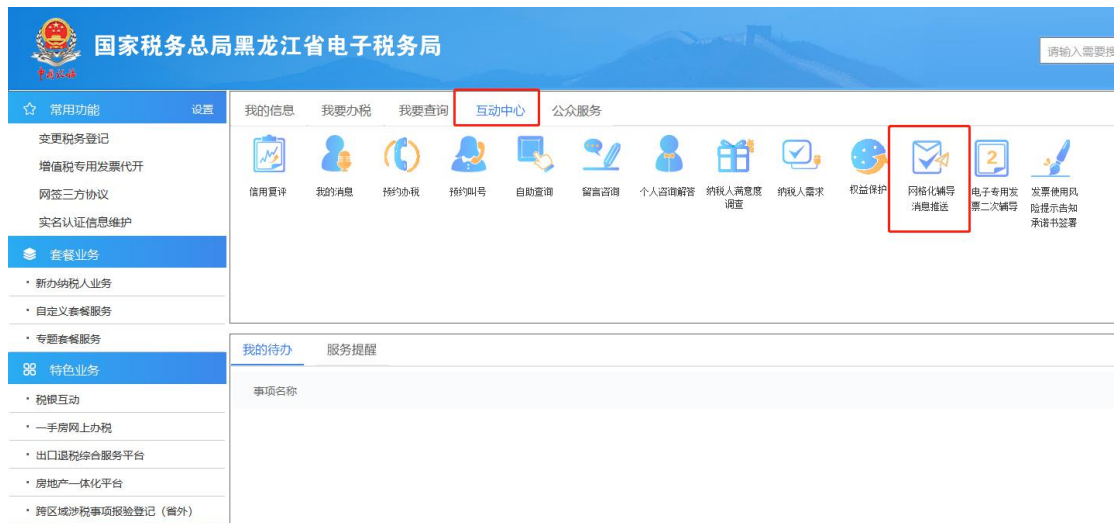 国家税务总局黑龙江省电子税务局
请输入需要搜
常用功能 设置
变更税务登记
增值税专用发票代开
网签三方协议
实名认证信息维护
套餐业务
· 新办纳税人业务
· 自定义套餐服务
· 专题套餐服务
特色业务
· 税银互动
· 一手房网上办税
· 出口退税综合服务平台
· 房地产一体化平台
· 跨区域涉税事项报验登记（省外）
我的信息 我要办税 我要查询 互动中心 公众服务
信用复评
我的消息
预约办税
预约叫号
自助查询
留言咨询
个人咨询解答
纳税人满意度
调查
纳税人需求
权益保护
网格化辅导
消息推送
2
电子专用发
票二次辅导
发票使用风
险提示告知
承诺书签署
我的待办 服务提醒
事项名称